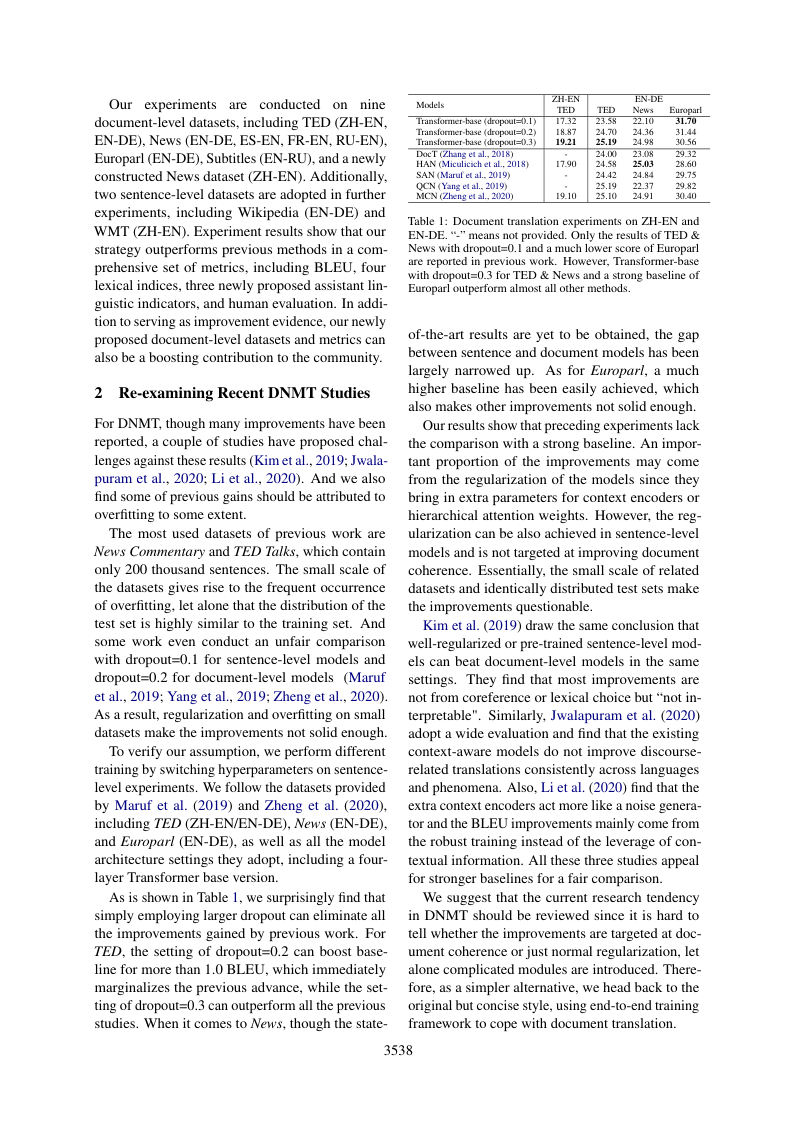 Our experiments are conducted on nine
document-level datasets, including TED (ZH-EN,
EN-DE), News (EN-DE, ES-EN, FR-EN, RU-EN),
Europarl (EN-DE), Subtitles (EN-RU), and a newly
constructed News dataset (ZH-EN). Additionally,
two sentence-level datasets are adopted in further
experiments, including Wikipedia (EN-DE) and
WMT (ZH-EN). Experiment results show that our
strategy outperforms previous methods in a com-
prehensive set of metrics, including BLEU, four
lexical indices, three newly proposed assistant lin-
guistic indicators, and human evaluation. In addi-
tion to serving as improvement evidence, our newly
proposed document-level datasets and metrics can
also be a boosting contribution to the community.
2 Re-examining Recent DNMT Studies
For DNMT, though many improvements have been
reported, a couple of studies have proposed chal-
lenges against these results (Kim et al., 2019; Jwala-
puram et al., 2020; Li et al., 2020). And we also
find some of previous gains should be attributed to
overfitting to some extent.
The most used datasets of previous work are
News Commentary and TED Talks, which contain
only 200 thousand sentences. The small scale of
the datasets gives rise to the frequent occurrence
of overfitting, let alone that the distribution of the
test set is highly similar to the training set. And
some work even conduct an unfair comparison
with dropout=0.1 for sentence-level models and
dropout=0.2 for document-level models (Maruf
et al., 2019; Yang et al., 2019; Zheng et al., 2020).
As a result, regularization and overfitting on small
datasets make the improvements not solid enough.
To verify our assumption, we perform different
training by switching hyperparameters on sentence-
level experiments. We follow the datasets provided
by Maruf et al. (2019) and Zheng et al. (2020),
including TED (ZH-EN/EN-DE), News (EN-DE),
and Europarl (EN-DE), as well as all the model
architecture settings they adopt, including a four-
layer Transformer base version.
As is shown in Table 1, we surprisingly find that
simply employing larger dropout can eliminate all
the improvements gained by previous work. For
TED, the setting of dropout=0.2 can boost base-
line for more than 1.0 BLEU, which immediately
marginalizes the previous advance, while the set-
ting of dropout=0.3 can outperform all the previous
studies. When it comes to News, though the state-
Models ZH-EN EN-DE
TED TED News Europarl
Transformer-base (dropout=0.1) 17.32 23.58 22.10 31.70
Transformer-base (dropout=0.2) 18.87 24.70 24.36 31.44
Transformer-base (dropout=0.3) 19.21 25.19 24.98 30.56
DocT (Zhang et al., 2018) - 24.00 23.08 29.32
HAN (Miculicich et al., 2018) 17.90 24.58 25.03 28.60
SAN (Maruf et al., 2019) - 24.42 24.84 29.75
QCN (Yang et al., 2019) - 25.19 22.37 29.82
MCN (Zheng et al., 2020) 19.10 25.10 24.91 30.40
Table 1: Document translation experiments on ZH-EN and
EN-DE. “-” means not provided. Only the results of TED &
News with dropout=0.1 and a much lower score of Europarl
are reported in previous work. However, Transformer-base
with dropout=0.3 for TED & News and a strong baseline of
Europarl outperform almost all other methods.
of-the-art results are yet to be obtained, the gap
between sentence and document models has been
largely narrowed up. As for Europarl, a much
higher baseline has been easily achieved, which
also makes other improvements not solid enough.
Our results show that preceding experiments lack
the comparison with a strong baseline. An impor-
tant proportion of the improvements may come
from the regularization of the models since they
bring in extra parameters for context encoders or
hierarchical attention weights. However, the reg-
ularization can be also achieved in sentence-level
models and is not targeted at improving document
coherence. Essentially, the small scale of related
datasets and identically distributed test sets make
the improvements questionable.
Kim et al. (2019) draw the same conclusion that
well-regularized or pre-trained sentence-level mod-
els can beat document-level models in the same
settings. They find that most improvements are
not from coreference or lexical choice but “not in-
terpretable". Similarly, Jwalapuram et al. (2020)
adopt a wide evaluation and find that the existing
context-aware models do not improve discourse-
related translations consistently across languages
and phenomena. Also, Li et al. (2020) find that the
extra context encoders act more like a noise genera-
tor and the BLEU improvements mainly come from
the robust training instead of the leverage of con-
textual information. All these three studies appeal
for stronger baselines for a fair comparison.
We suggest that the current research tendency
in DNMT should be reviewed since it is hard to
tell whether the improvements are targeted at doc-
ument coherence or just normal regularization, let
alone complicated modules are introduced. There-
fore, as a simpler alternative, we head back to the
original but concise style, using end-to-end training
framework to cope with document translation.
3538